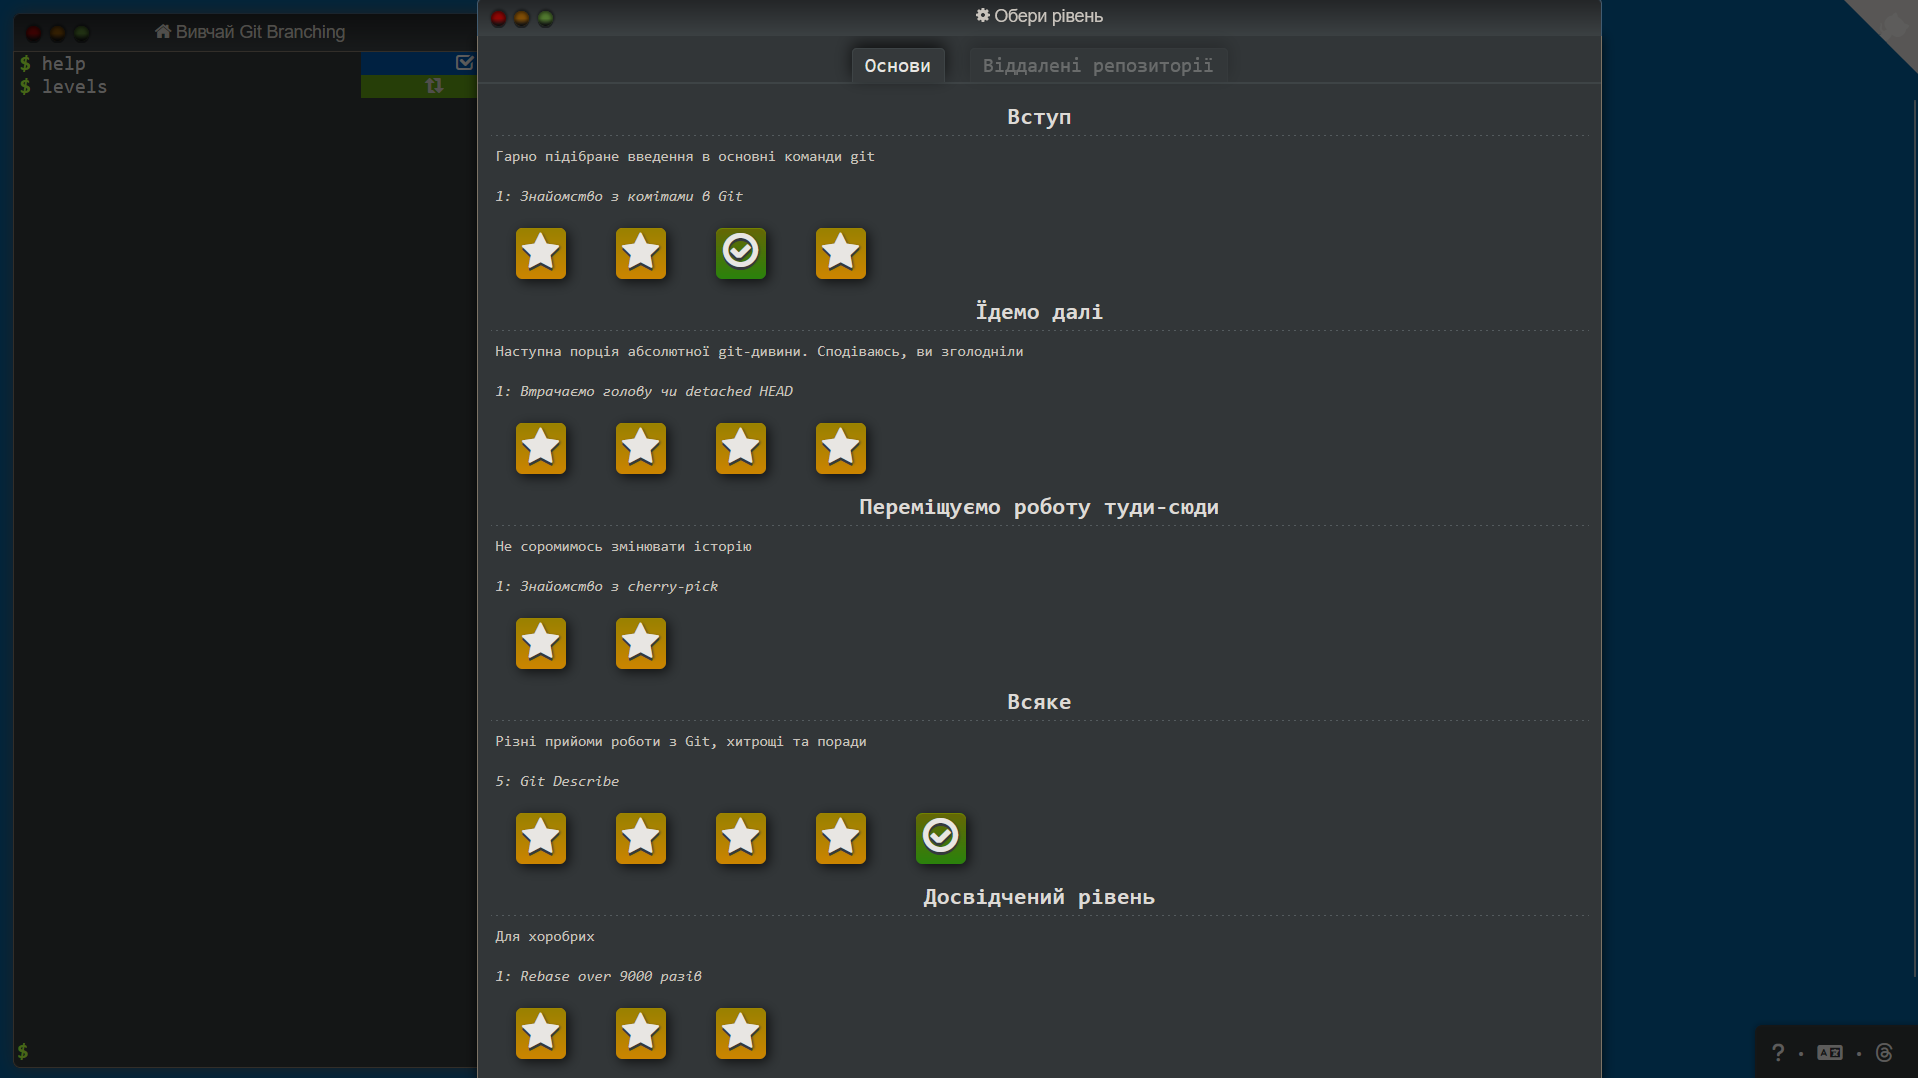 Вивчай Git Branching
$ help
$ levels
$
Обери рівень
Основи
Віддалені репозиторії
Вступ
Гарно підібране введення в основні команди git
1: Знайомство з комітами в Git
Їдемо далі
Наступна порція абсолютної git-дивини. Сподіваюсь, ви зголодніли
1: Втрачаємо голову чи detached HEAD
Переміщуємо роботу туди-сюди
Не соромимось змінювати історію
1: Знайомство з cherry-pick
Всяке
Різні прийоми роботи з Git, хитрощі та поради
5: Git Describe
Досвідчений рівень
Для хоробрих
1: Rebase over 9000 разів